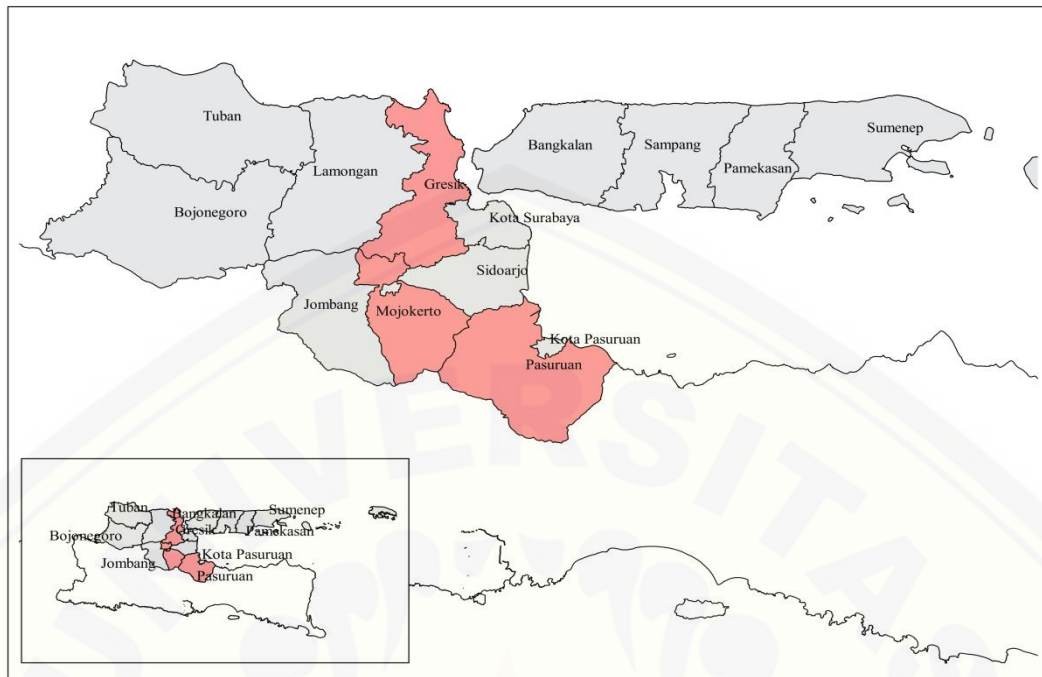 Tuban
Lamongan
Bojonegoro
Gresik
Bangkalan
Sampang
Pamekasan
Sumenep
Kota Surabaya
Sidoarjo
Jombang
Mojokerto
Kota Pasuruan
Pasuruan
Tuban
Bangkalan
Sumenep
Bojonegoro
Gresik
Pamekasan
Jombang
Kota Pasuruan
Pasuruan
UNIVERSITAS